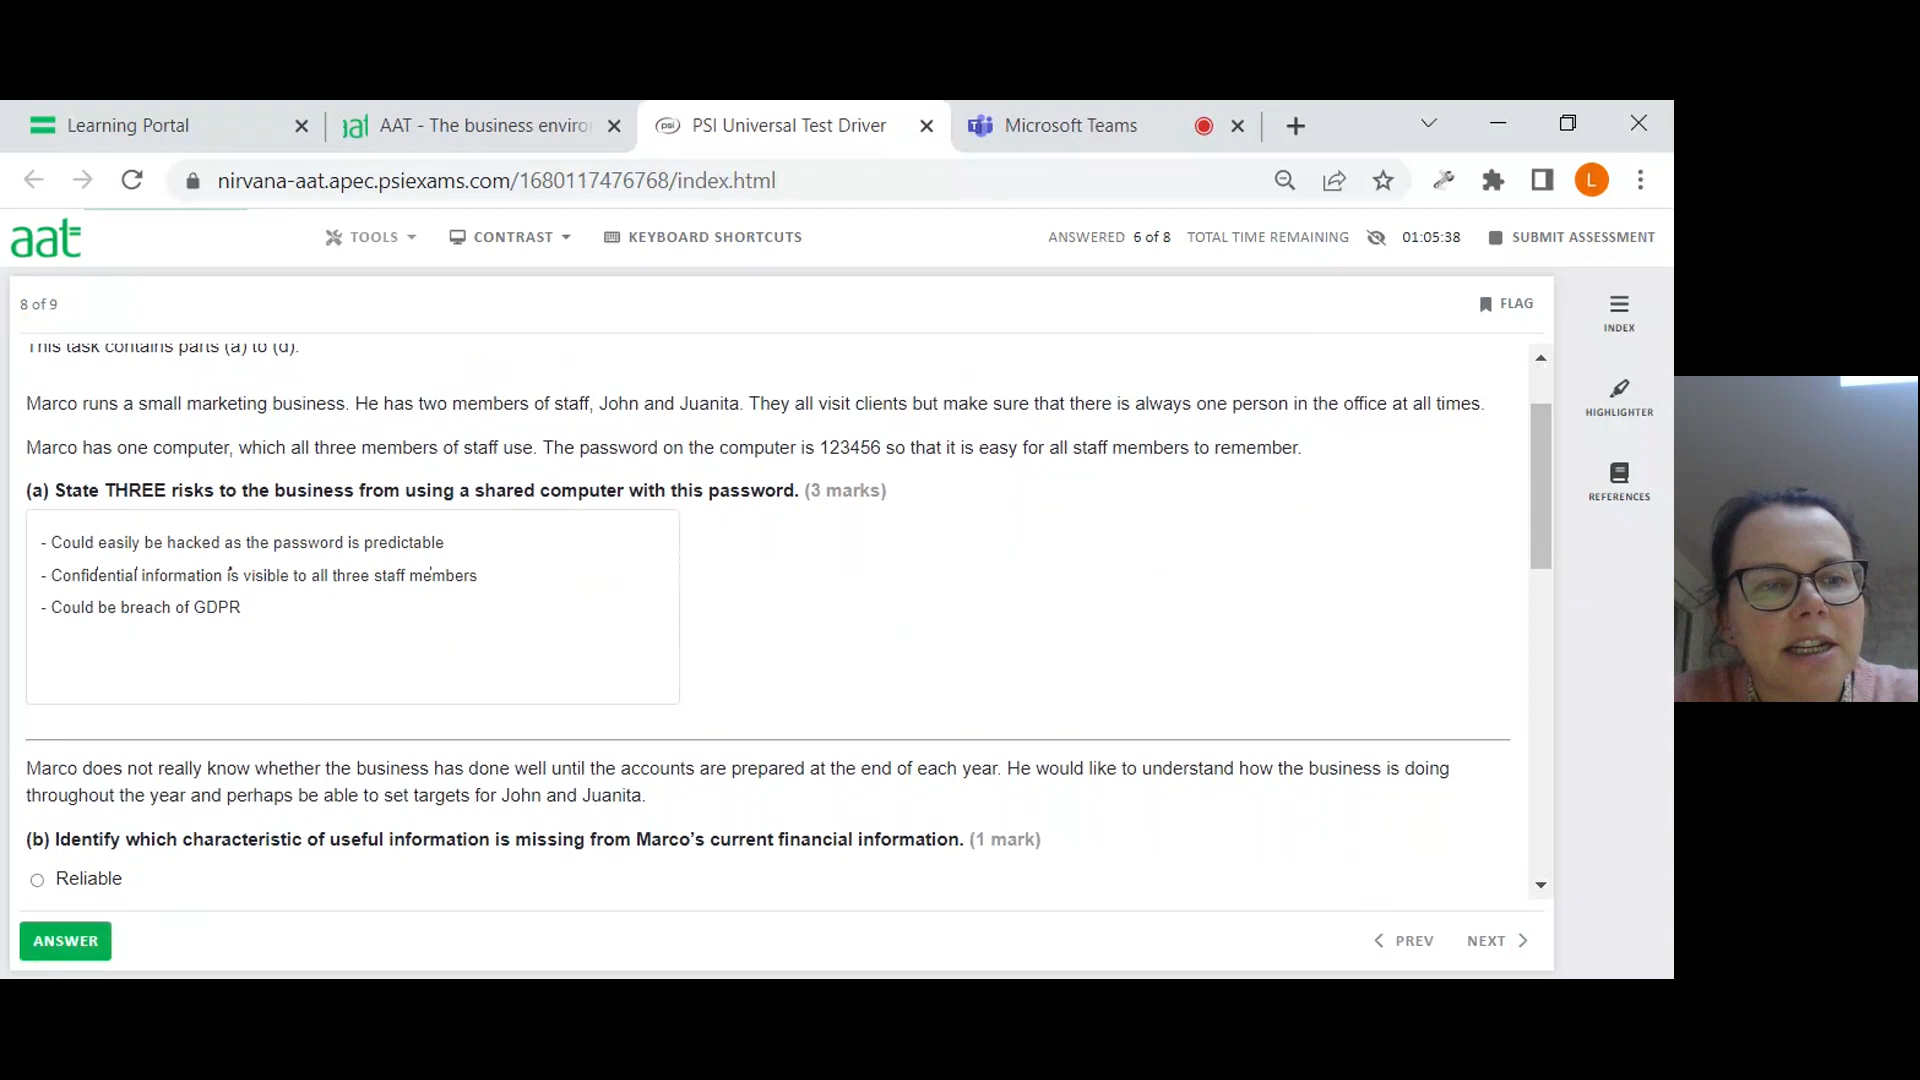 Learning Portal
AAT - The business enviro
psi
PSI Universal Test Driver
Microsoft Teams
nirvana-aat.apec.psiexams.com/1680117476768/index.html
L
aat
TOOLS
CONTRAST
KEYBOARD SHORTCUTS
ANSWERED 6 of 8
TOTAL TIME REMAINING
01:05:38
SUBMIT ASSESSMENT
8 of 9
FLAG
INDEX
HIGHLIGHTER
REFERENCES
This task contains parts (a) to (d).
Marco runs a small marketing business. He has two members of staff, John and Juanita. They all visit clients but make sure that there is always one person in the office at all times.
Marco has one computer, which all three members of staff use. The password on the computer is 123456 so that it is easy for all staff members to remember.
(a) State THREE risks to the business from using a shared computer with this password. (3 marks)
- Could easily be hacked as the password is predictable
- Confidential information is visible to all three staff members
- Could be breach of GDPR
Marco does not really know whether the business has done well until the accounts are prepared at the end of each year. He would like to understand how the business is doing
throughout the year and perhaps be able to set targets for John and Juanita.
(b) Identify which characteristic of useful information is missing from Marco's current financial information. (1 mark)
Reliable
ANSWER
PREV
NEXT